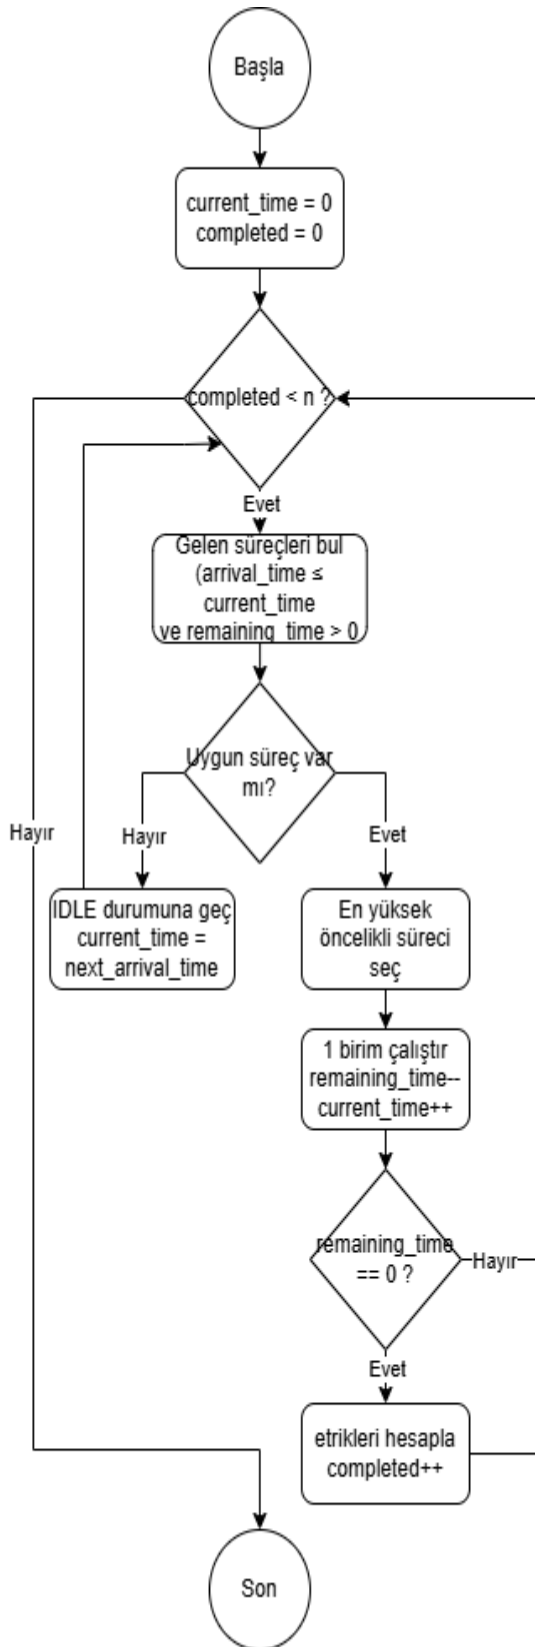 Başla
current_time = 0
completed = 0
completed < n ?
Evet
Gelen süreçleri bul
(arrival_time ≤
current_time
ve remaining_time > 0
Uygun süreç var
mı?
Hayır
Hayır
Evet
IDLE durumuna geç
current_time =
next_arrival_time
En yüksek
öncelikli süreci
seç
1 birim çalıştır
remaining_time--
current_time++
remaining_time
== 0 ?
Hayır
Evet
etrikleri hesapla
completed++
Son